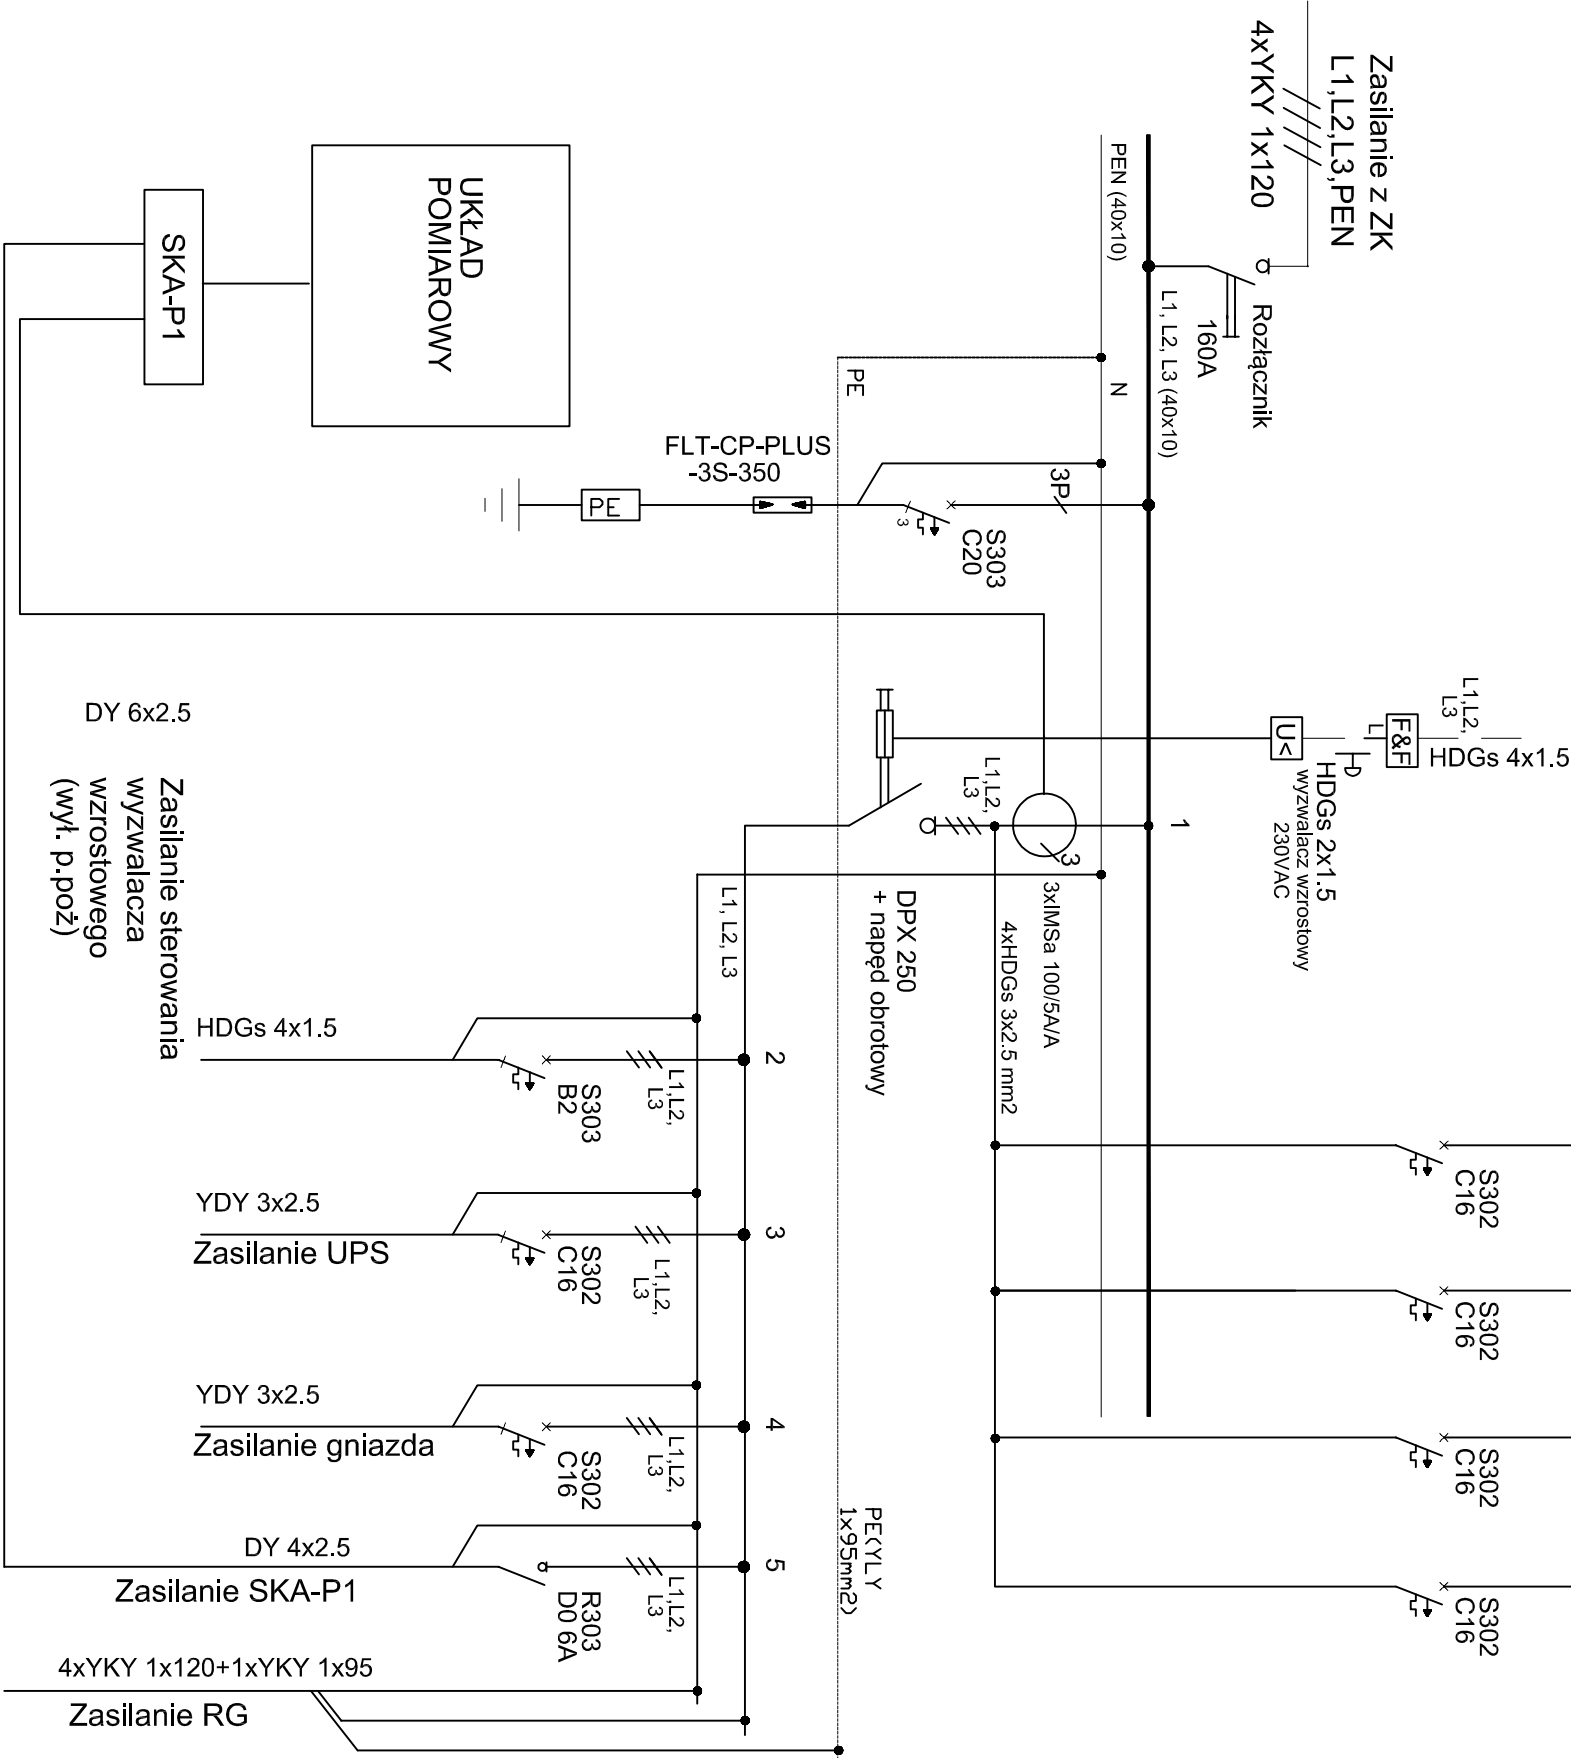 Zasilanie z ZK
L1,L2,L3,PEN
4xYKY 1x120
Rozłącznik
160A
PEN (40x10)
L1, L2, L3 (40x10)
N
PE
UKŁAD
POMIAROWY
SKA-P1
FLT-CP-PLUS
-3S-350
PE
3P
3
S303
C20
L1,L2,
L3
HDGs 4x1.5
F&F
L
U<
HDGs 2x1.5
wyzwalacz wzrostowy
230VAC
1
L1,L2,
L3
3
3xIMSa 100/5A/A
4xHDGs 3x2.5 mm2
DPX 250
+ napęd obrotowy
L1, L2, L3
DY 6x2.5
Zasilanie sterowania
wyzwalacza
wzrostowego
(wył. p.poż)
HDGs 4x1.5
S303
B2
L1,L2,
L3
2
YDY 3x2.5
Zasilanie UPS
S302
C16
L1,L2,
L3
3
YDY 3x2.5
Zasilanie gniazda
S302
C16
L1,L2,
L3
4
DY 4x2.5
Zasilanie SKA-P1
R303
D0 6A
L1,L2,
L3
5
4xYKY 1x120+1xYKY 1x95
Zasilanie RG
PE(YLY
1x95mm2)
S302
C16
S302
C16
S302
C16
S302
C16